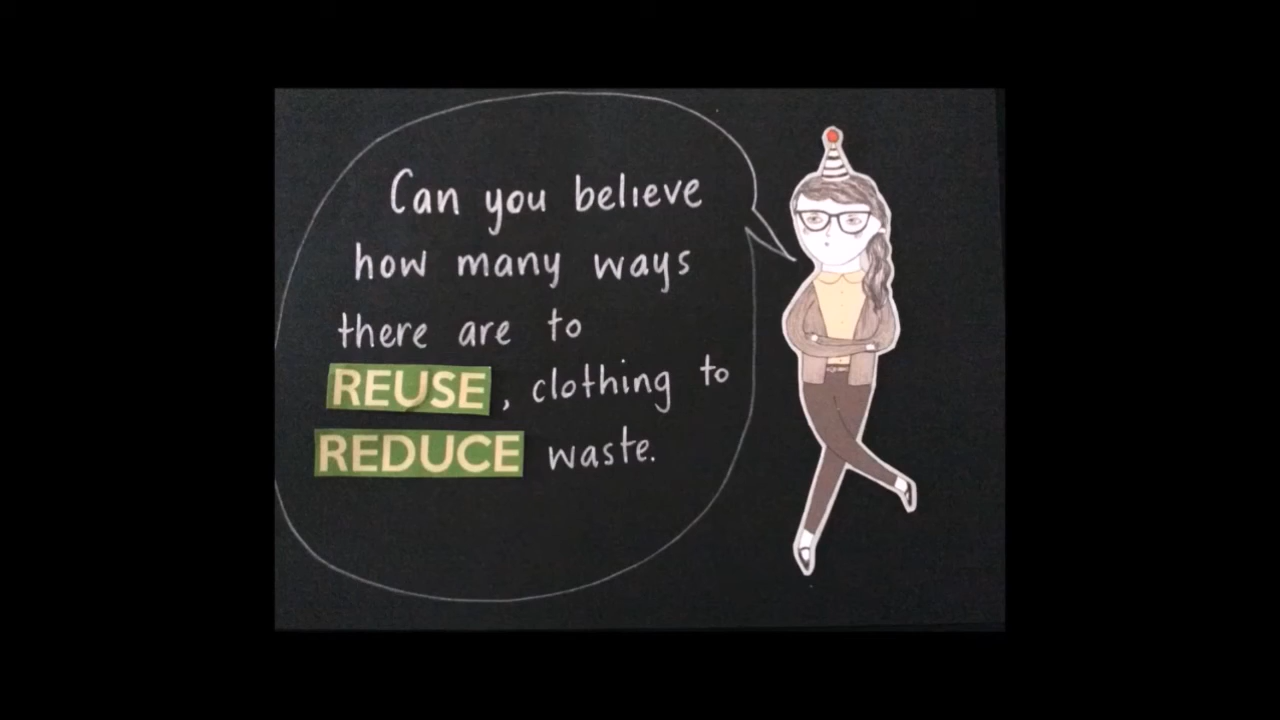 Can you believe
how many ways
there are to
REUSE, clothing to
REDUCE waste.